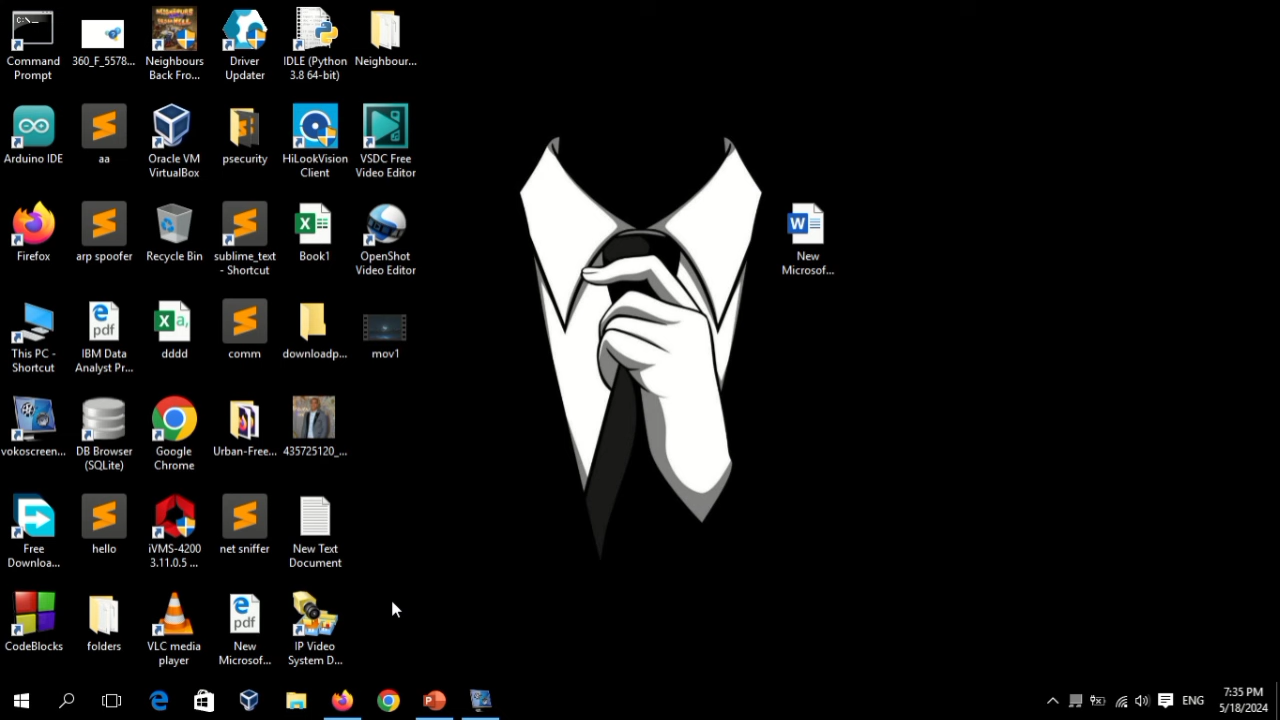 Command
Prompt
360_F_5578...
Neighbours
Back Fro...
Driver
Updater
IDLE (Python
3.8 64-bit)
Neighbour...
Arduino IDE
aa
Oracle VM
VirtualBox
psecurity
HiLookVision
Client
VSDC Free
Video Editor
Firefox
arp spoofer
Recycle Bin
sublime_text
- Shortcut
Book1
OpenShot
Video Editor
New
Microsof...
This PC -
Shortcut
IBM Data
Analyst Pr...
dddd
comm
downloadp...
mov1
vokoscreen...
DB Browser
(SQLite)
Google
Chrome
Urban-Free...
435725120_...
Free
Downloa...
hello
iVMS-4200
3.11.0.5 ...
net sniffer
New Text
Document
CodeBlocks
folders
VLC media
player
New
Microsof...
IP Video
System D...
ENG
7:35 PM
5/18/2024